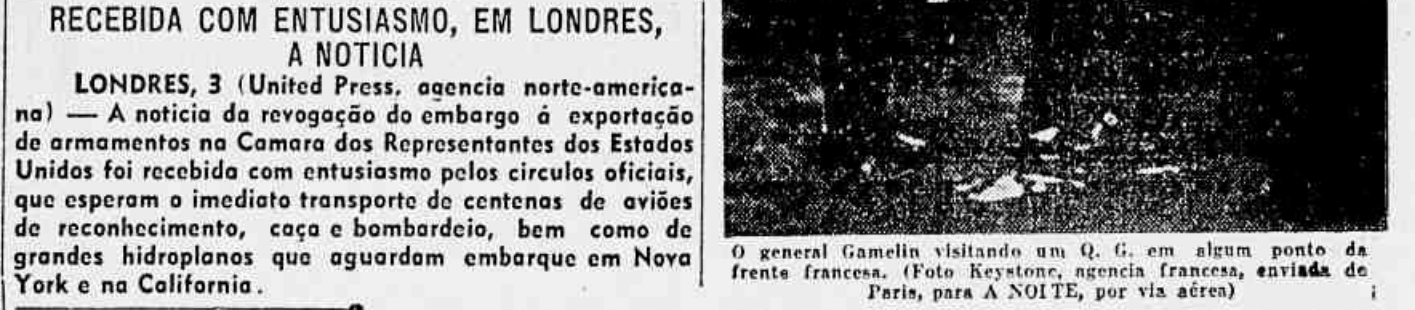 RECEBIDA COM ENTUSIASMO, EM LONDRES,
A NOTICIA
LONDRES, 3 (United Press, agencia norte-america-
na) — A noticia da revogação do embargo á exportação
de armamentos na Camara dos Representantes dos Estados
Unidos foi recebida com entusiasmo pelos circulos oficiais,
que esperam o imediato transporte de centenas de aviões
de reconhecimento, caça e bombardeio, bem como de
grandes hidroplanos que aguardam embarque em Nova
York e na California.
O general Gamelin visitando um Q. G. em algum ponto da
frente francesa. (Foto Keystone, agencia francesa, enviada de
Paris, para A NOITE, por via aérea)